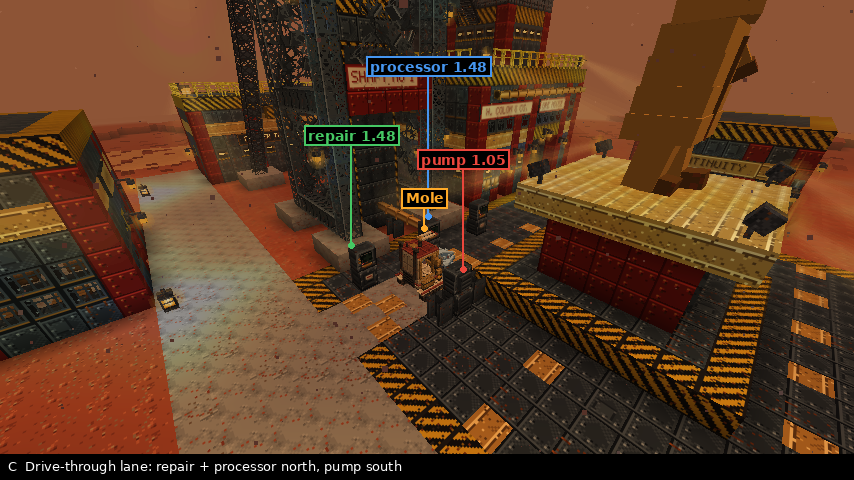 processor 1.48
repair 1.48
pump 1.05
Mole
C Drive-through lane: repair + processor north, pump south